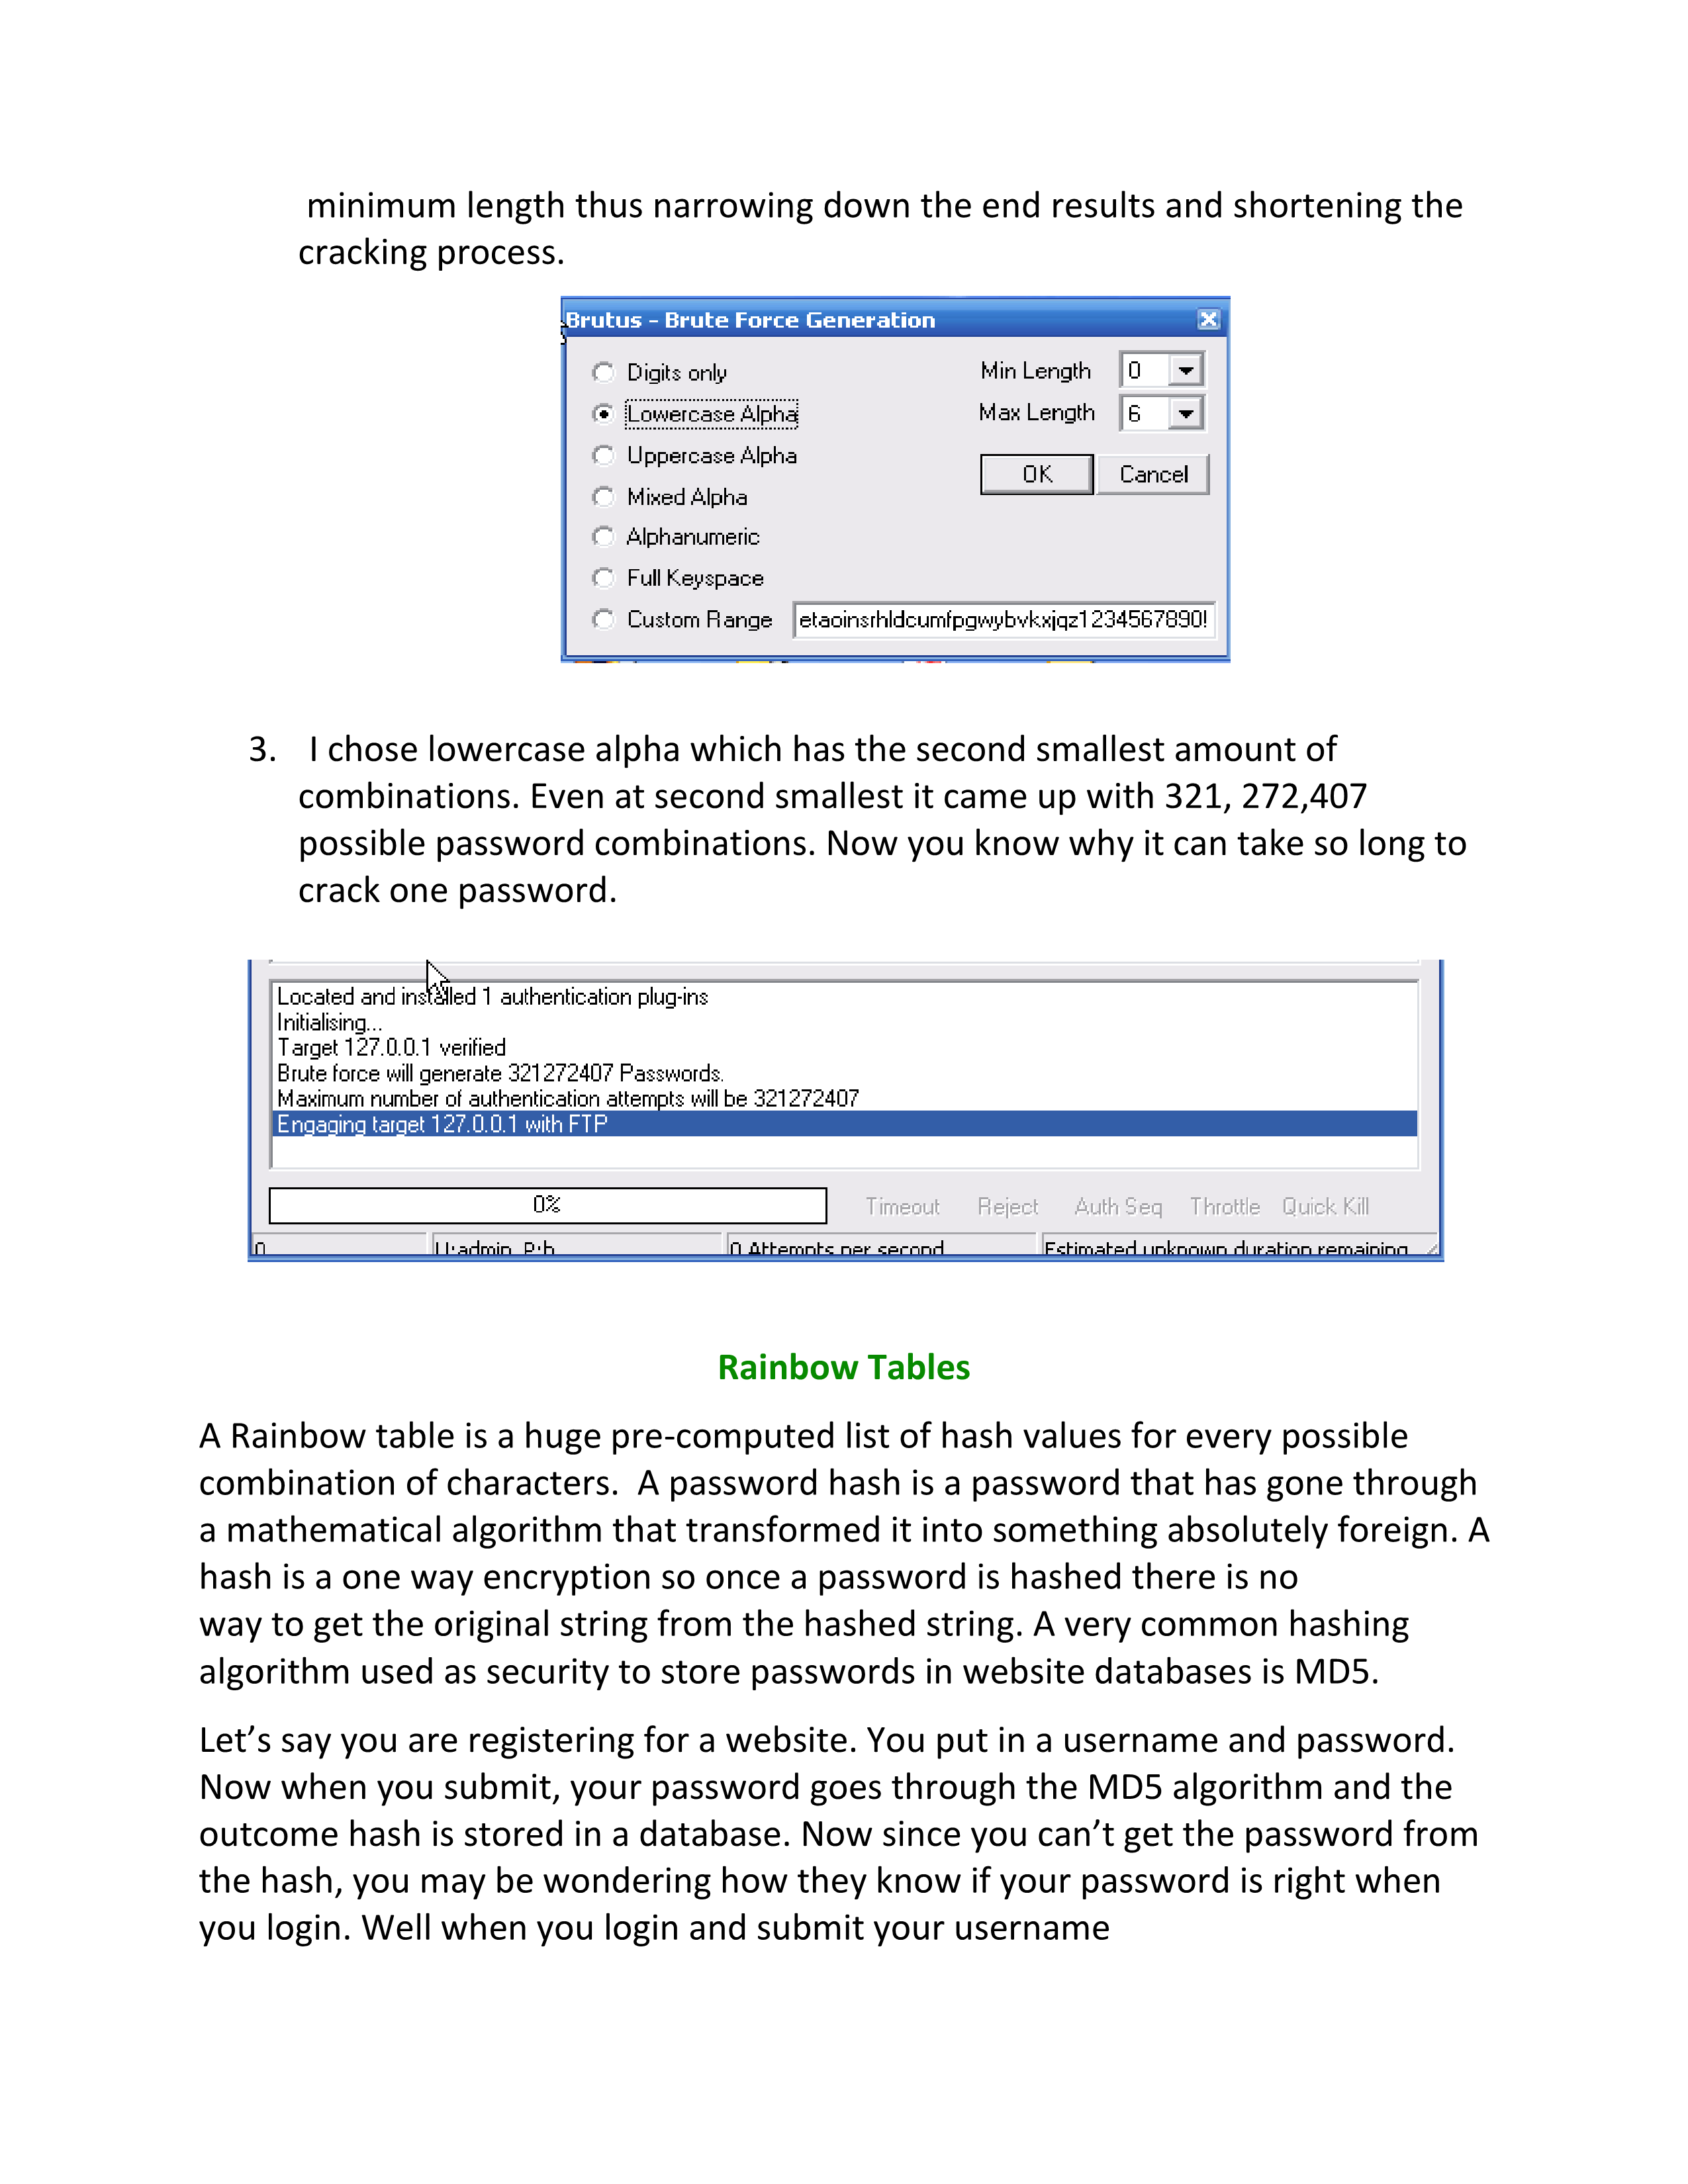 minimum length thus narrowing down the end results and shortening the
cracking process.
Brutus - Brute Force Generation
Digits only
Min Length 0
Lowercase Alpha
Max Length 6
Uppercase Alpha
OK Cancel
Mixed Alpha
Alphanumeric
Full Keyspace
Custom Range etaoinsrhldcumfpgwybvkxjqz1234567890!
3. I chose lowercase alpha which has the second smallest amount of
combinations. Even at second smallest it came up with 321, 272,407
possible password combinations. Now you know why it can take so long to
crack one password.
Located and installed 1 authentication plug-ins
Initialising...
Target 127.0.0.1 verified
Brute force will generate 321272407 Passwords.
Maximum number of authentication attempts will be 321272407
Engaging target 127.0.0.1 with FTP
0% Timeout Reject Auth Seq Throttle Quick Kill
0 U:admin P:b 0 Attempts per second Estimated unknown duration remaining
Rainbow Tables
A Rainbow table is a huge pre-computed list of hash values for every possible
combination of characters.  A password hash is a password that has gone through
a mathematical algorithm that transformed it into something absolutely foreign. A
hash is a one way encryption so once a password is hashed there is no
way to get the original string from the hashed string. A very common hashing
algorithm used as security to store passwords in website databases is MD5.
Let’s say you are registering for a website. You put in a username and password.
Now when you submit, your password goes through the MD5 algorithm and the
outcome hash is stored in a database. Now since you can’t get the password from
the hash, you may be wondering how they know if your password is right when
you login. Well when you login and submit your username